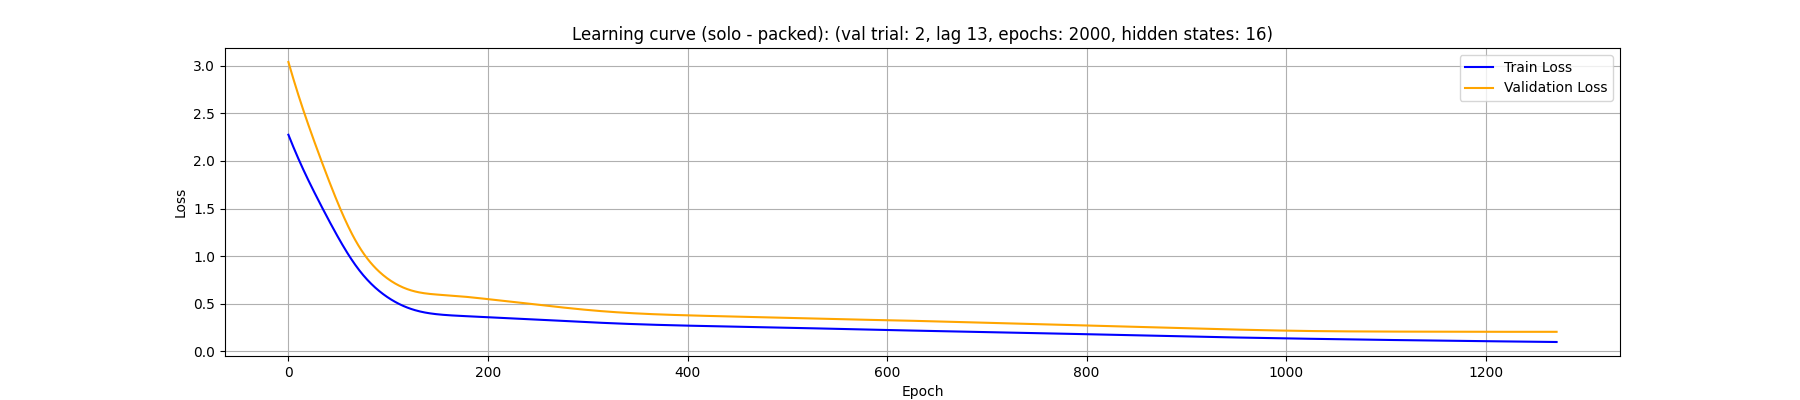 Learning curve (solo - packed): (val trial: 2, lag 13, epochs: 2000, hidden states: 16)
Train Loss
Validation Loss
3.0
2.5
2.0
1.5
1.0
0.5
0.0
Loss
0 200 400 600 800 1000 1200
Epoch